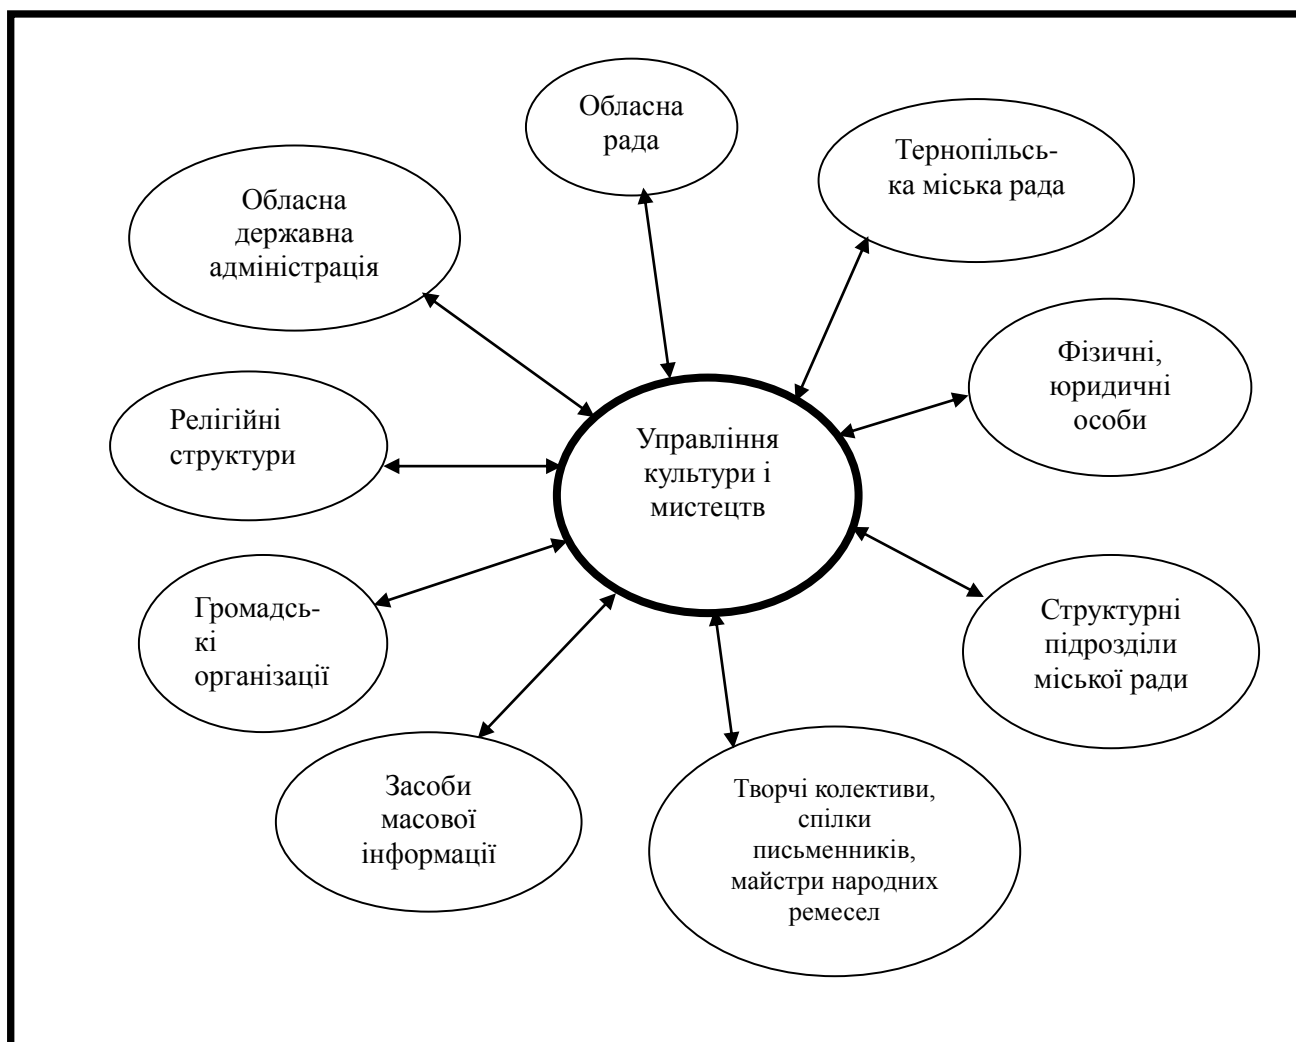 Обласна
рада
Тернопільсь-
ка міська рада
Обласна
державна
адміністрація
Фізичні,
юридичні
особи
Релігійні
структури
Управління
культури і
мистецтв
Громадсь-
кі
організації
Структурні
підрозділи
міської ради
Засоби
масової
інформації
Творчі колективи,
спілки
письменників,
майстри народних
ремесел